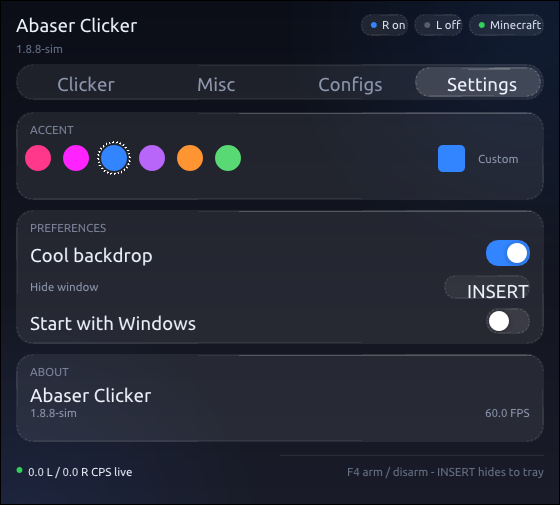 Abaser Clicker
R on L off Minecraft
1.8.8-sim
Clicker Misc Configs Settings
ACCENT
Custom
PREFERENCES
Cool backdrop
Hide window INSERT
Start with Windows
ABOUT
Abaser Clicker
1.8.8-sim 60.0 FPS
0.0 L / 0.0 R CPS live F4 arm / disarm - INSERT hides to tray